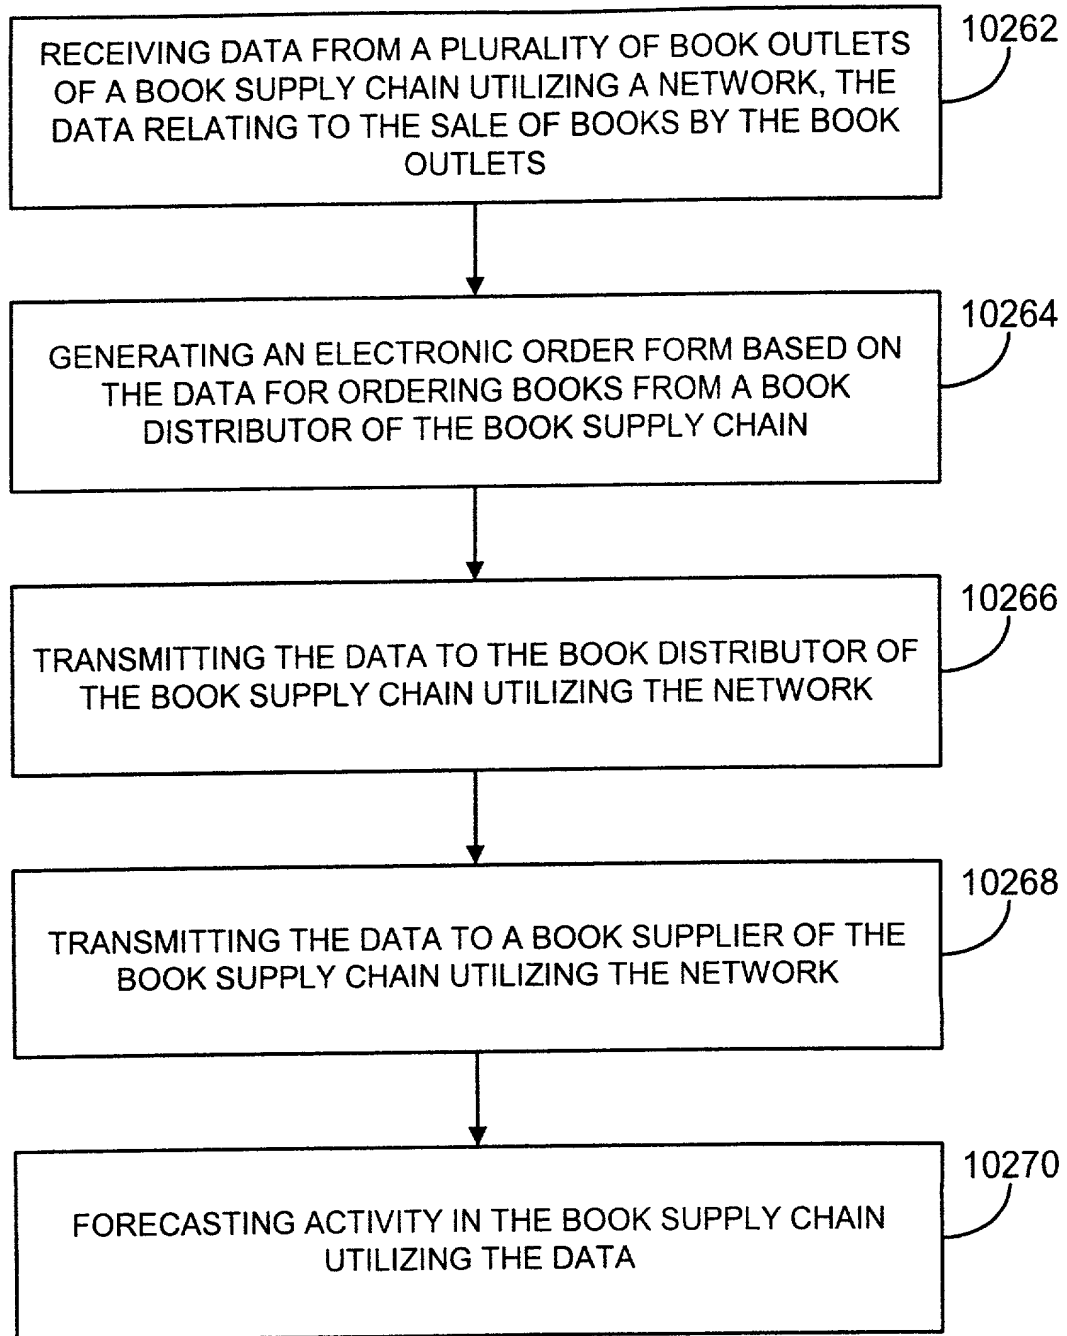 10262
RECEIVING DATA FROM A PLURALITY OF BOOK OUTLETS
OF A BOOK SUPPLY CHAIN UTILIZING A NETWORK, THE
DATA RELATING TO THE SALE OF BOOKS BY THE BOOK
OUTLETS
10264
GENERATING AN ELECTRONIC ORDER FORM BASED ON
THE DATA FOR ORDERING BOOKS FROM A BOOK
DISTRIBUTOR OF THE BOOK SUPPLY CHAIN
10266
TRANSMITTING THE DATA TO THE BOOK DISTRIBUTOR OF
THE BOOK SUPPLY CHAIN UTILIZING THE NETWORK
10268
TRANSMITTING THE DATA TO A BOOK SUPPLIER OF THE
BOOK SUPPLY CHAIN UTILIZING THE NETWORK
10270
FORECASTING ACTIVITY IN THE BOOK SUPPLY CHAIN
UTILIZING THE DATA